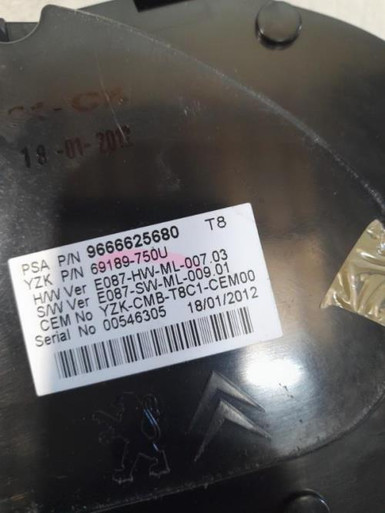 18-01-2012
PSA P/N 9666625680 T8
YZK P/N 69189-750U
H/W Ver E087-HW-ML-007.03
S/W Ver E087-SW-ML-009.01
CEM No YZK-CMB-T8C1-CEM00
Serial No 00546305 18/01/2012